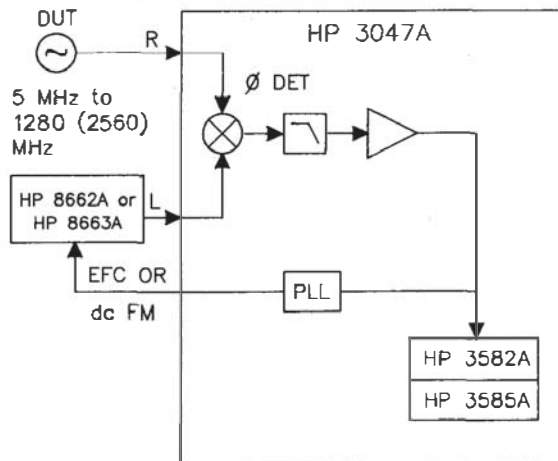 DUT
R
HP 3047A
Ø DET
5 MHz to
1280 (2560)
MHz
HP 8662A or
HP 8663A
L
EFC OR
dc FM
PLL
HP 3582A
HP 3585A